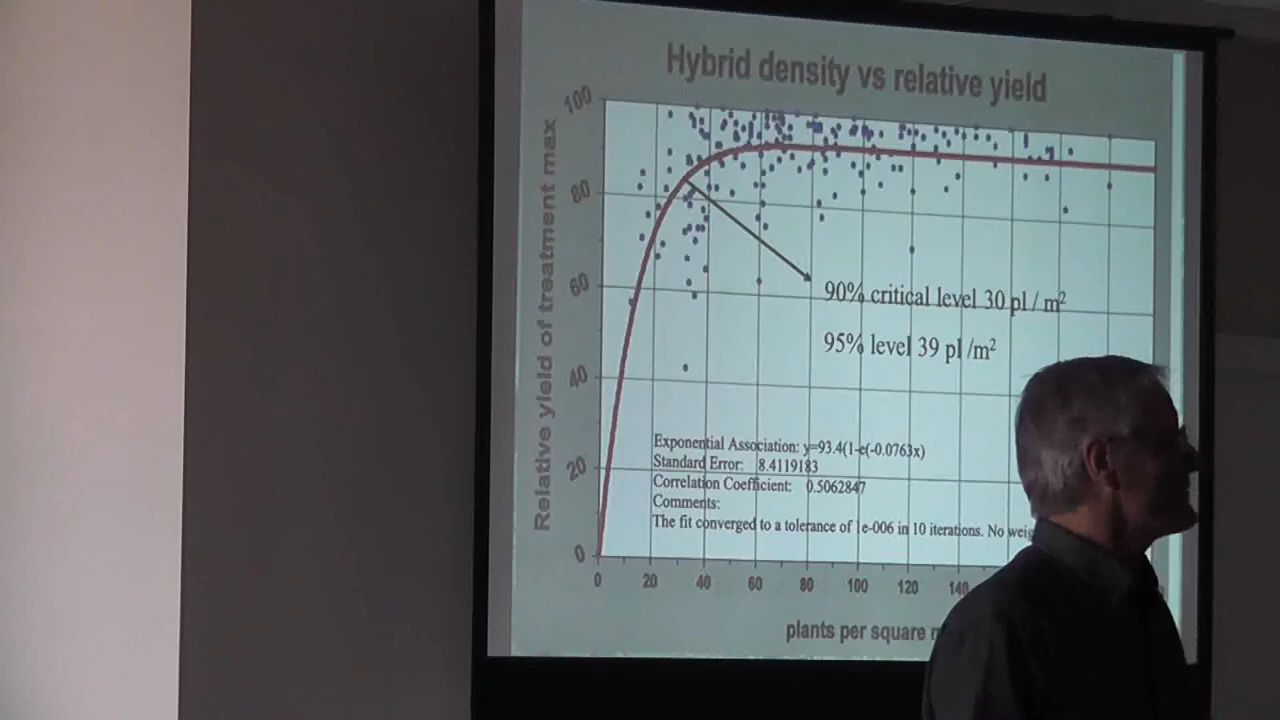 Hybrid density vs relative yield
Relative yield of treatment max
100
80
60
40
20
0
90% critical level 30 pl / m²
95% level 39 pl /m²
Exponential Association: y=93.4(1-e(-0.0763x)
Standard Error: 8.4119183
Correlation Coefficient: 0.5062847
Comments:
The fit converged to a tolerance of 1e-006 in 10 iterations. No
0 20 40 60 80 100 120 140
plants per square